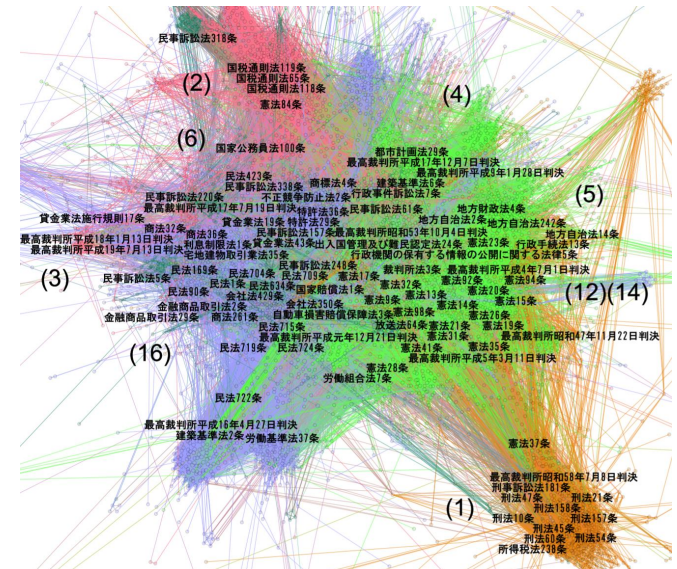 民事訴訟法318条
国税通則法119条
(2)
国税通則法65条
国税通則法118条
(4)
憲法84条
(6)
国家公務員法100条
都市計画法29条
最高裁判所平成17年12月7日判決
民法423条
最高裁判所平成9年1月28日判決
民事訴訟法338条
商標法4条
建築基準法6条
(5)
民事訴訟法220条
不正競争防止法2条
行政事件訴訟法7条
最高裁判所平成17年7月19日判決
特許法36条
民事訴訟法61条
地方財政法4条
貸金業法施行規則17条
貸金業法19条
特許法29条
地方自治法2条
地方自治法242条
商法32条
商法36条
民事訴訟法157条
最高裁判所昭和53年10月4日判決
地方自治法14条
最高裁判所平成18年1月13日判決
利息制限法1条
貸金業法43条
出入国管理及び難民認定法24条
憲法23条
行政手続法13条
最高裁判所平成19年7月13日判決
宅地建物取引業法35条
行政機関の保有する情報の公開に関する法律5条
(3)
民事訴訟法5条
民法169条
民法704条
民事訴訟法248条
民法709条
憲法17条
裁判所法3条
最高裁判所平成4年7月1日判決
民法90条
民法1条
民法634条
国家賠償法1条
憲法32条
憲法92条
憲法94条
(12)(14)
金融商品取引法2条
会社法429条
憲法9条
憲法13条
憲法20条
憲法15条
金融商品取引法29条
商法261条
会社法350条
憲法98条
憲法14条
憲法26条
自動車損害賠償保障法3条
民法715条
放送法64条
憲法21条
憲法19条
(16)
最高裁判所平成元年12月21日判決
憲法31条
最高裁判所昭和47年11月22日判決
民法719条
民法724条
憲法41条
憲法35条
最高裁判所平成5年3月11日判決
憲法28条
労働組合法7条
民法722条
最高裁判所平成16年4月27日判決
建築基準法2条
労働基準法37条
憲法37条
最高裁判所昭和58年7月8日判決
刑事訴訟法181条
(1)
刑法47条
刑法21条
刑法158条
刑法10条
刑法157条
刑法45条
刑法60条
刑法54条
所得税法238条